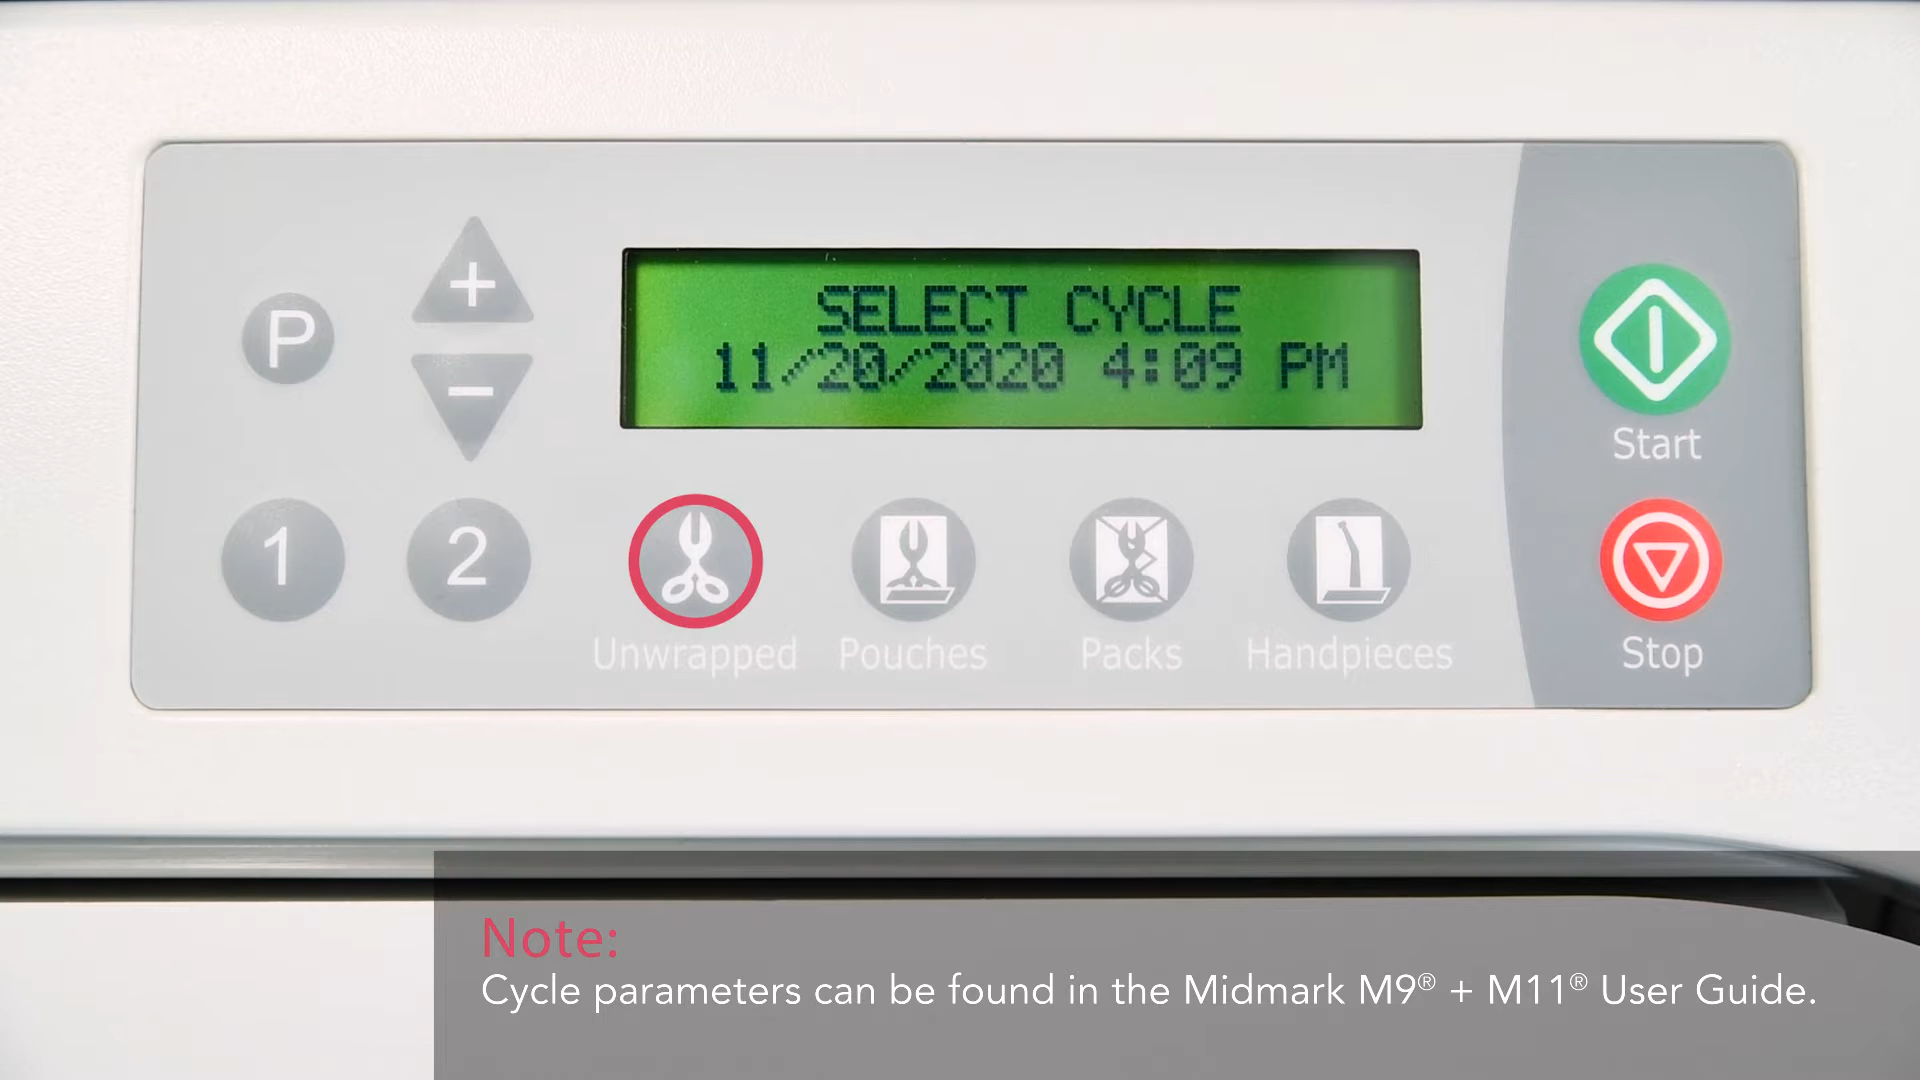 SELECT CYCLE
11/20/2020 4:09 PM
P
+
-
1
2
Unwrapped
Pouches
Packs
Handpieces
Start
Stop
Note:
Cycle parameters can be found in the Midmark M9® + M11® User Guide.